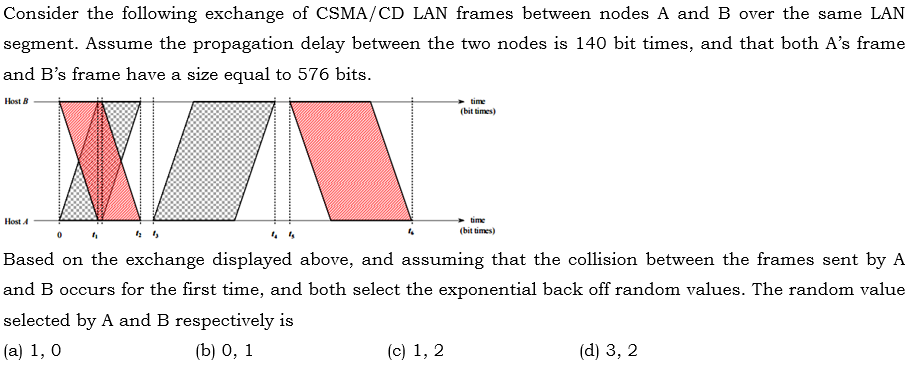 Consider the following exchange of CSMA/CD LAN frames between nodes A and B over the same LAN
segment. Assume the propagation delay between the two nodes is 140 bit times, and that both A's frame
and B's frame have a size equal to 576 bits.
Host B
time
(bit times)
Host A
time
(bit times)
0 t₁ t₂ t₃ t₄ t₅ t₆
Based on the exchange displayed above, and assuming that the collision between the frames sent by A
and B occurs for the first time, and both select the exponential back off random values. The random value
selected by A and B respectively is
(a) 1, 0 (b) 0, 1 (c) 1, 2 (d) 3, 2